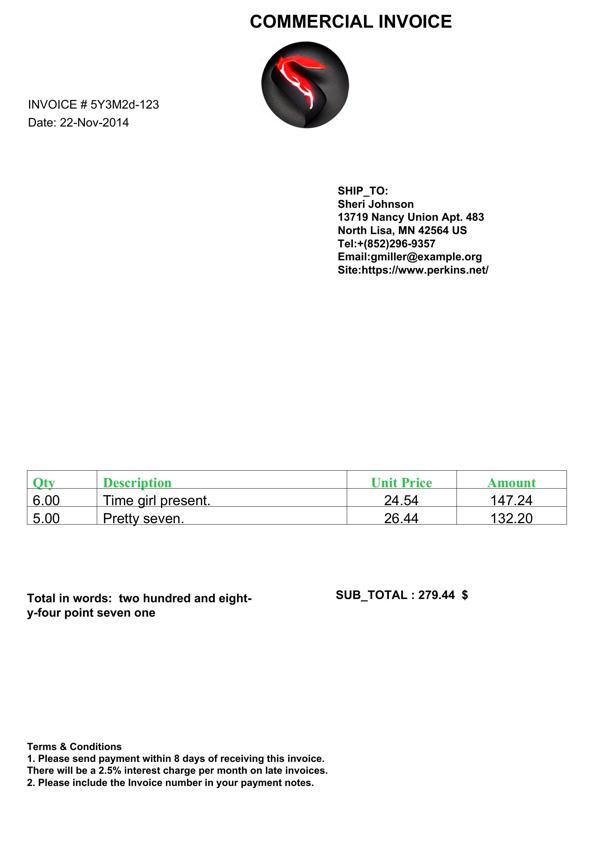 COMMERCIAL INVOICE
INVOICE # 5Y3M2d-123
Date: 22-Nov-2014
SHIP_TO:
Sheri Johnson
13719 Nancy Union Apt. 483
North Lisa, MN 42564 US
Tel:+(852)296-9357
Email:gmiller@example.org
Site:https://www.perkins.net/
Qty Description Unit Price Amount
6.00 Time girl present. 24.54 147.24
5.00 Pretty seven. 26.44 132.20
Total in words: two hundred and eight-
y-four point seven one
SUB_TOTAL : 279.44 $
Terms & Conditions
1. Please send payment within 8 days of receiving this invoice.
There will be a 2.5% interest charge per month on late invoices.
2. Please include the Invoice number in your payment notes.